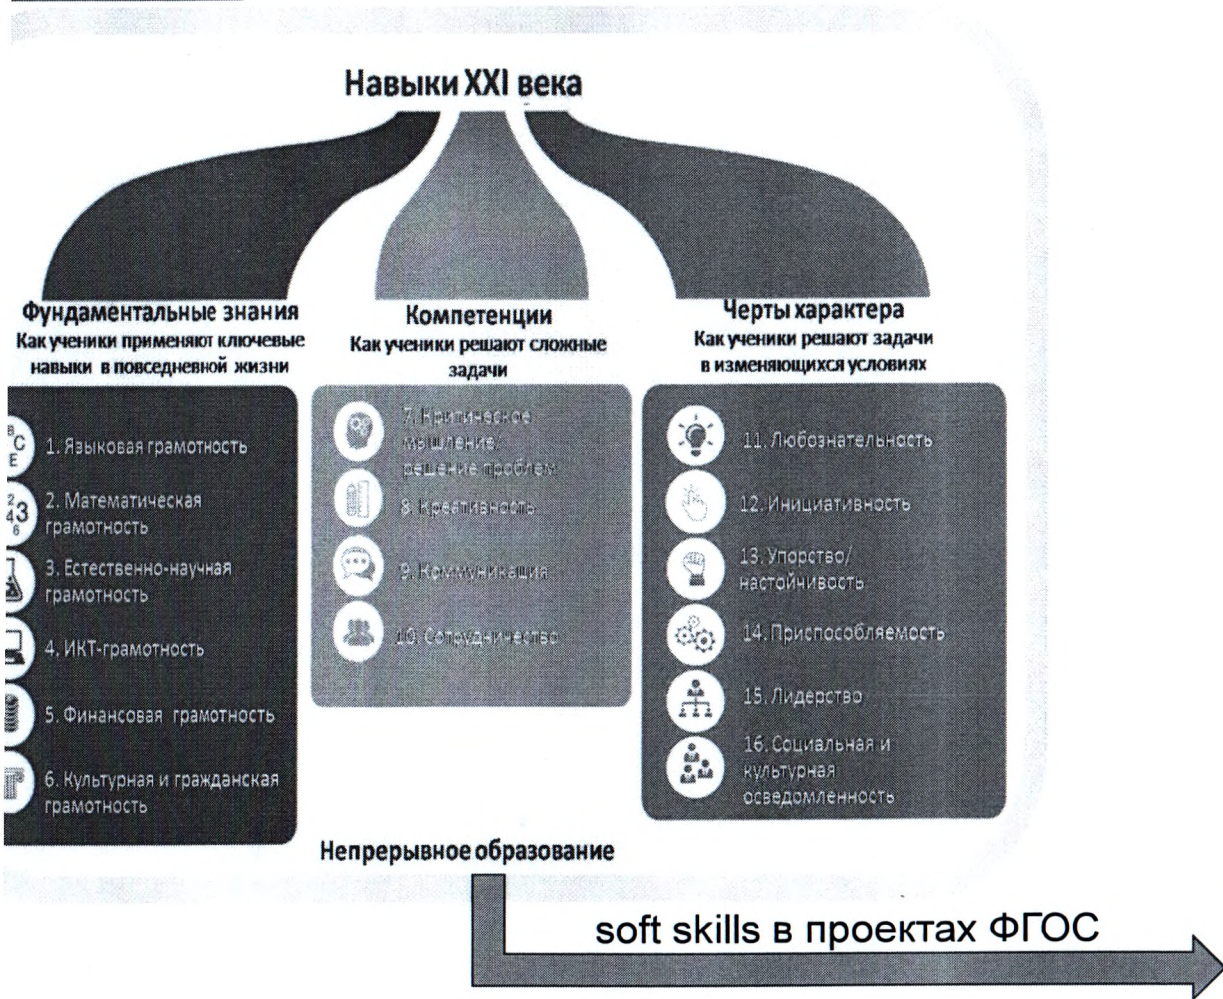 Навыки XXI века
Фундаментальные знания
Как ученики применяют ключевые
навыки в повседневной жизни
1. Языковая грамотность
2. Математическая
грамотность
3. Естественно-научная
грамотность
4. ИКТ-грамотность
5. Финансовая грамотность
6. Культурная и гражданская
грамотность
Компетенции
Как ученики решают сложные
задачи
7. Критическое
мышление,
решение проблем
8. Креативность
9. Коммуникация
10. Сотрудничество
Черты характера
Как ученики решают задачи
в изменяющихся условиях
11. Любознательность
12. Инициативность
13. Упорство/
настойчивость
14. Приспособляемость
15. Лидерство
16. Социальная и
культурная
осведомленность
Непрерывное образование
soft skills в проектах ФГОС